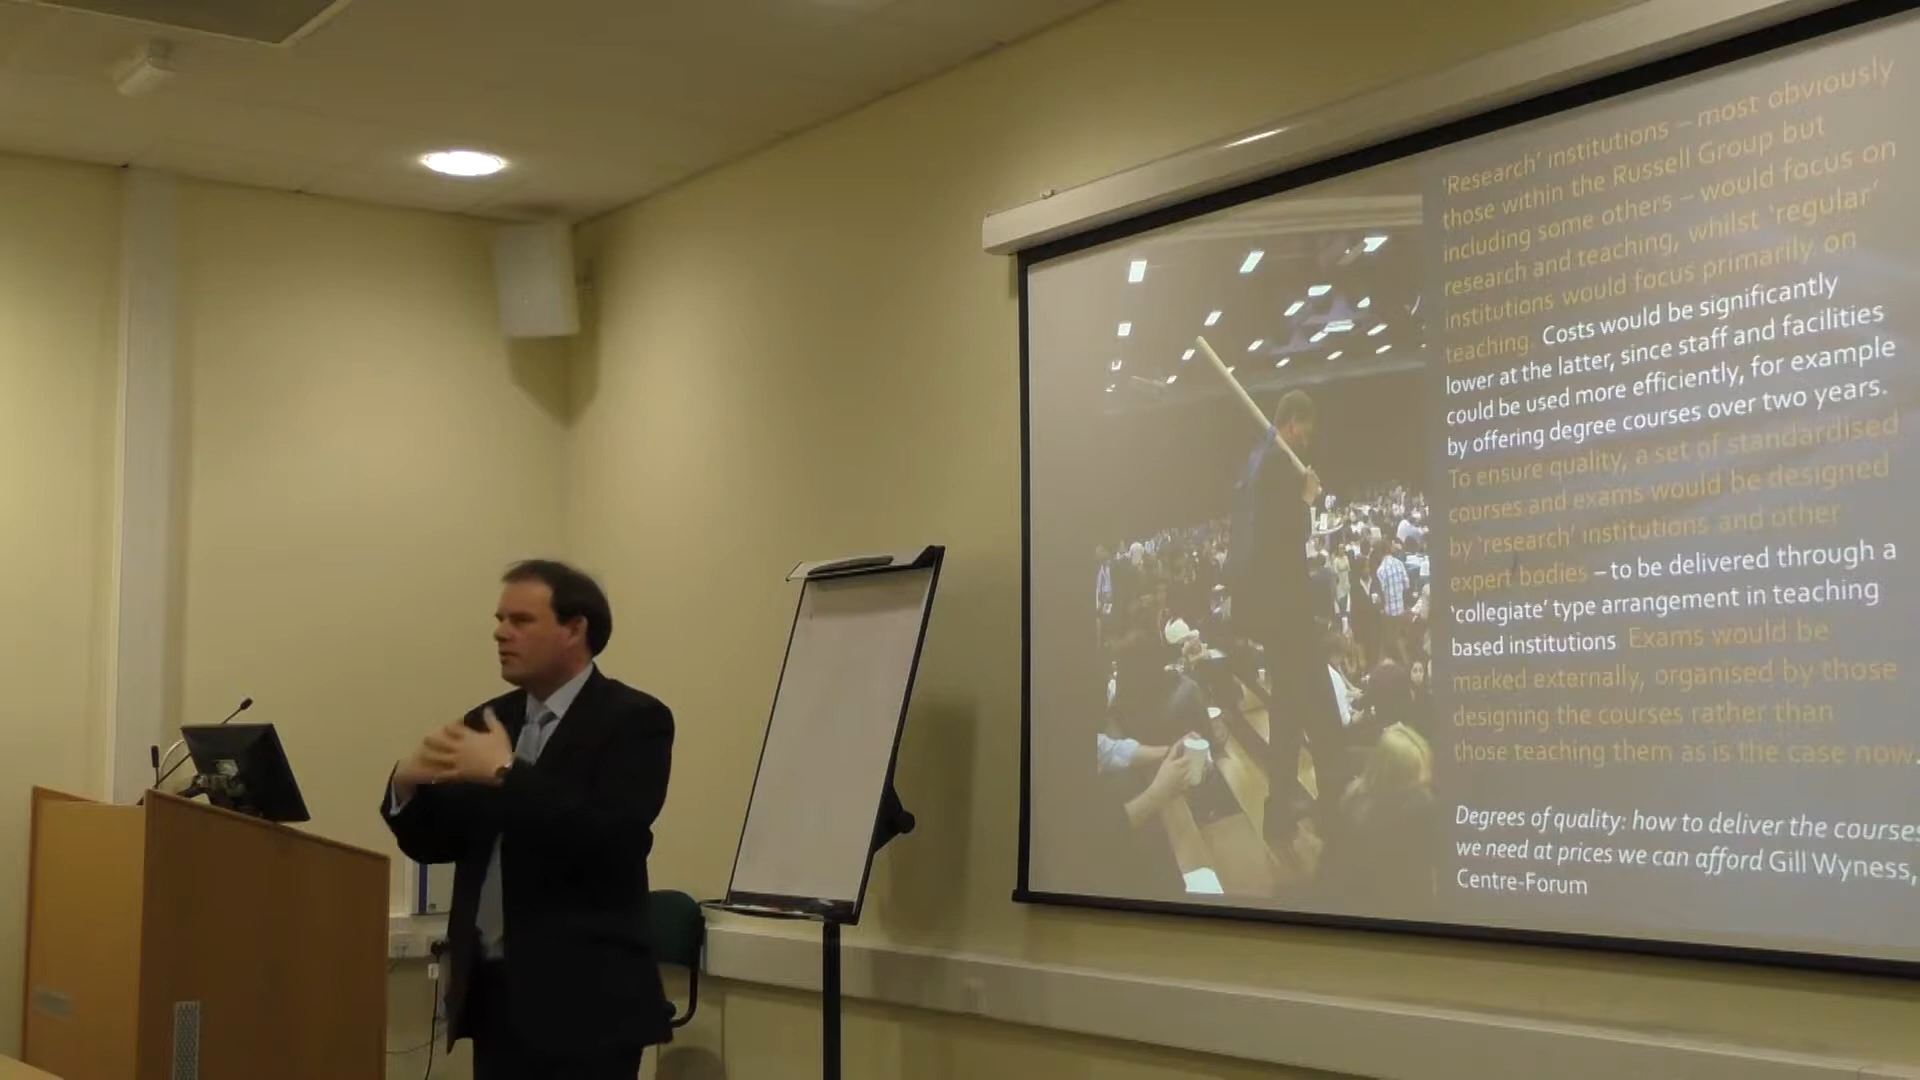 'Research' institutions – most obviously
those within the Russell Group but
including some others – would focus on
research and teaching, whilst 'regular'
institutions would focus primarily on
teaching. Costs would be significantly
lower at the latter, since staff and facilities
could be used more efficiently, for example
by offering degree courses over two years.
To ensure quality, a set of standardised
courses and exams would be designed
by 'research' institutions and other
expert bodies – to be delivered through a
'collegiate' type arrangement in teaching
based institutions Exams would be
marked externally, organised by those
designing the courses rather than
those teaching them as is the case now.
Degrees of quality: how to deliver the courses
we need at prices we can afford Gill Wyness,
Centre-Forum